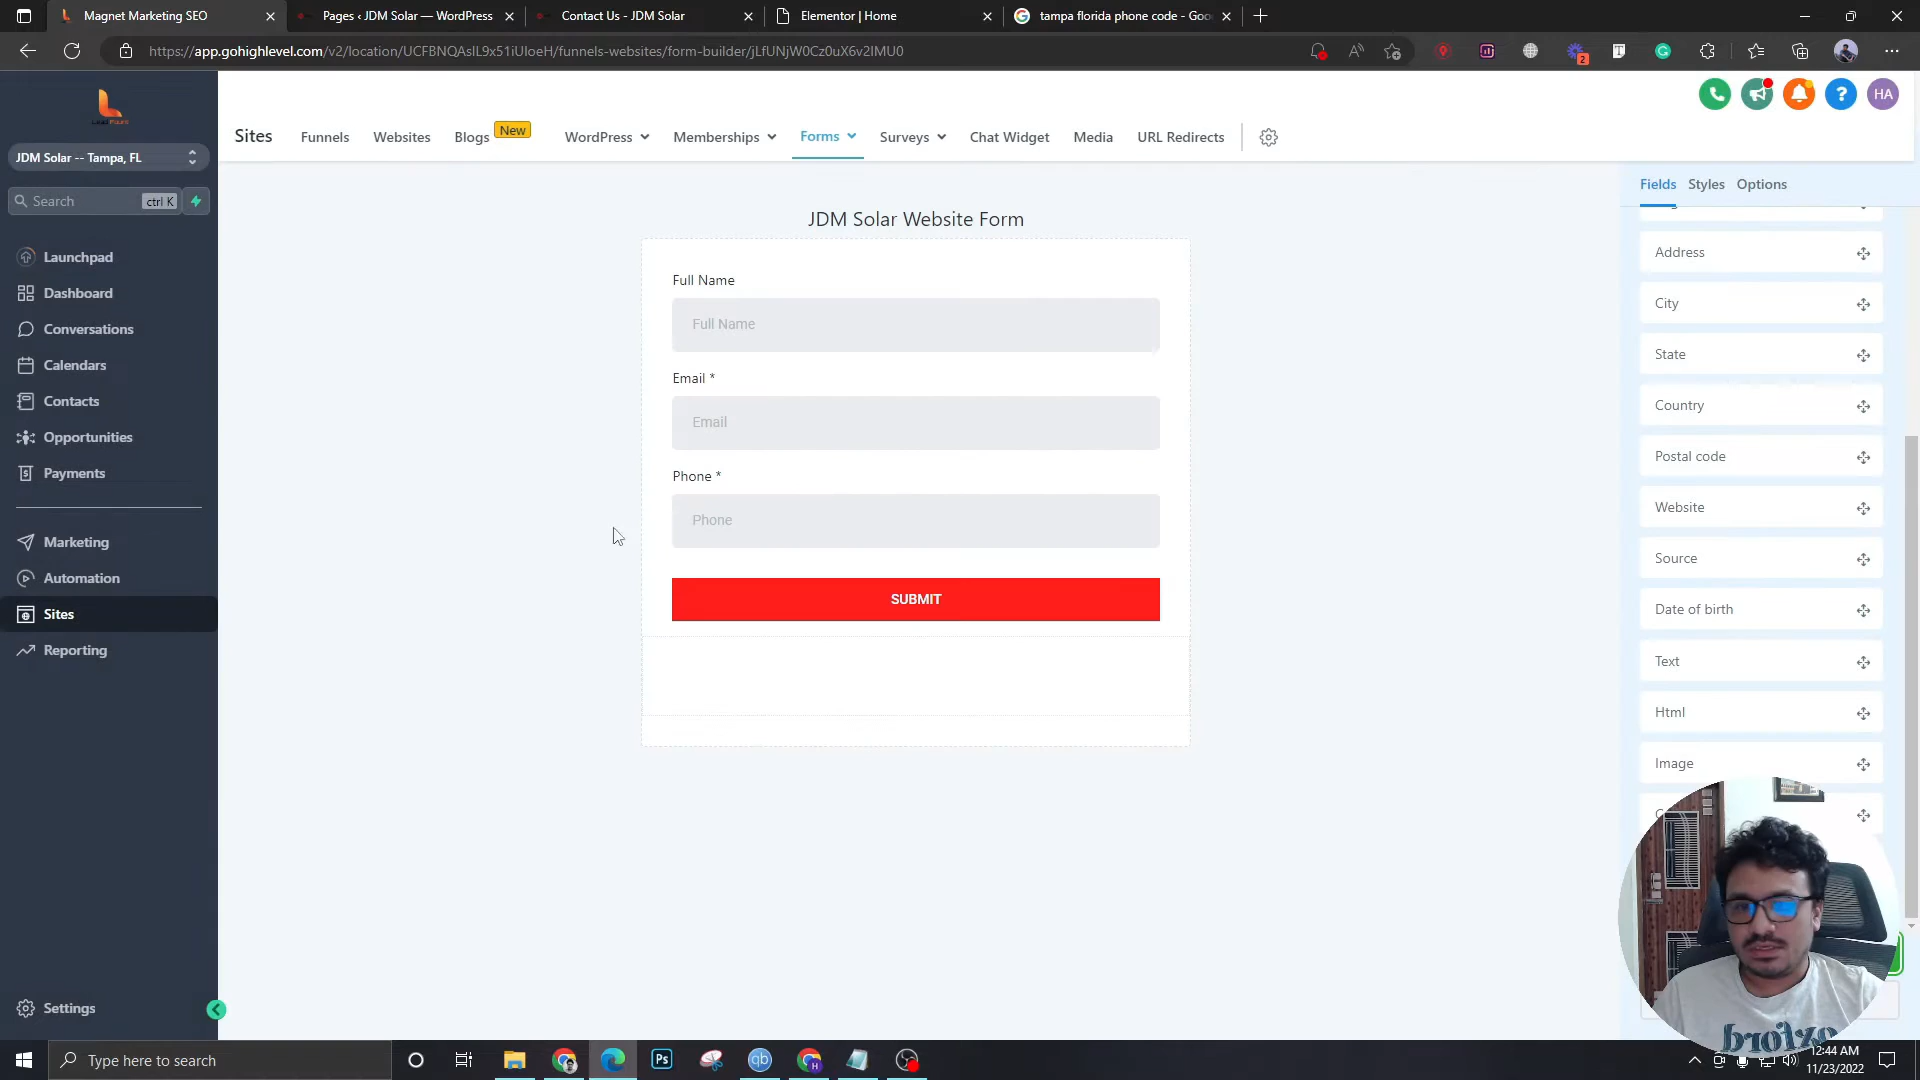 Magnet Marketing SEO
Pages ‹ JDM Solar — WordPress
Contact Us - JDM Solar
Elementor | Home
tampa florida phone code - Goo
https://app.gohighlevel.com/v2/location/UCFBNQAsIL9x51iUIoeH/funnels-websites/form-builder/jLfUNjW0Cz0uX6v2IMU0
2
HA
Sites
Funnels
Websites
Blogs
New
WordPress
Memberships
Forms
Surveys
Chat Widget
Media
URL Redirects
JDM Solar -- Tampa, FL
Search
ctrl K
Launchpad
Dashboard
Conversations
Calendars
Contacts
Opportunities
Payments
Marketing
Automation
Sites
Reporting
Settings
JDM Solar Website Form
Full Name
Full Name
Email *
Email
Phone *
Phone
SUBMIT
Fields
Styles
Options
Address
City
State
Country
Postal code
Website
Source
Date of birth
Text
Html
Image
Type here to search
Ps
qb
H
12:44 AM
11/23/2022